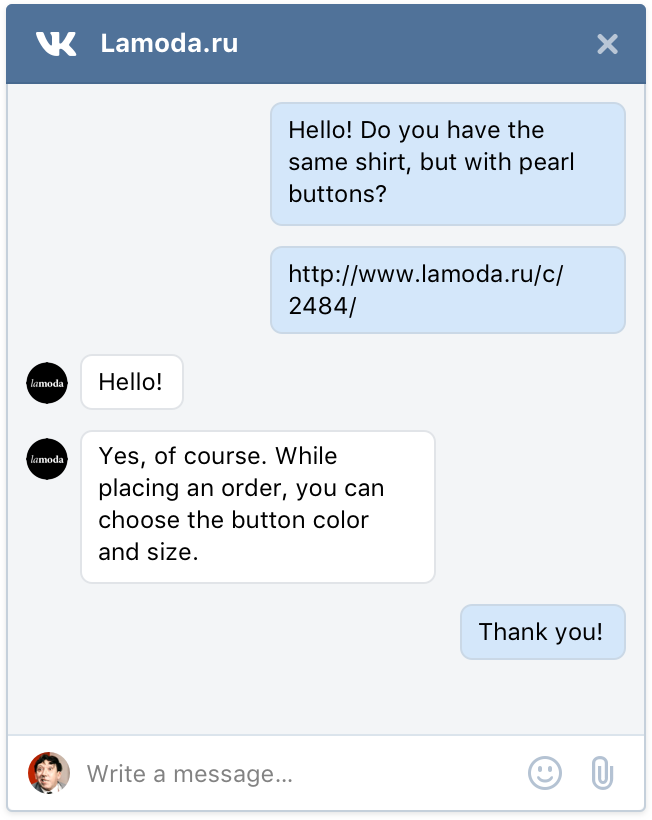 Lamoda.ru
Hello! Do you have the
same shirt, but with pearl
buttons?
http://www.lamoda.ru/c/
2484/
lamoda
Hello!
lamoda
Yes, of course. While
placing an order, you can
choose the button color
and size.
Thank you!
Write a message...